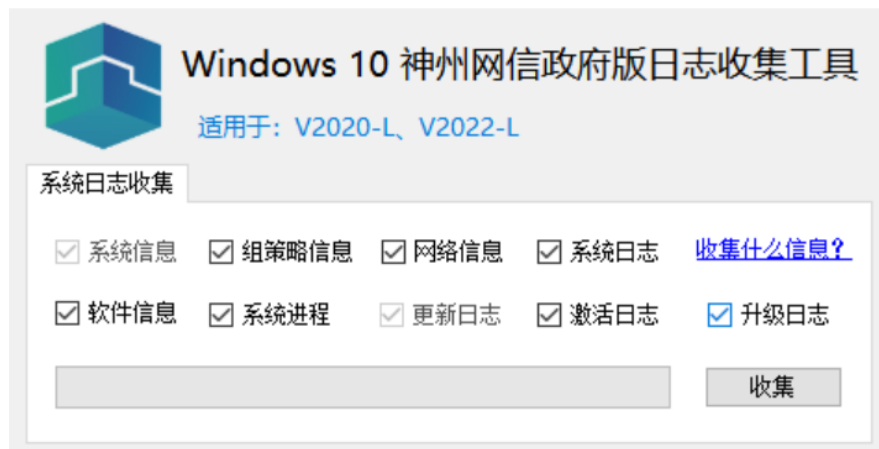 Windows 10 神州网信政府版日志收集工具
适用于：V2020-L、V2022-L
系统日志收集
系统信息 组策略信息 网络信息 系统日志 收集什么信息？
软件信息 系统进程 更新日志 激活日志 升级日志
收集